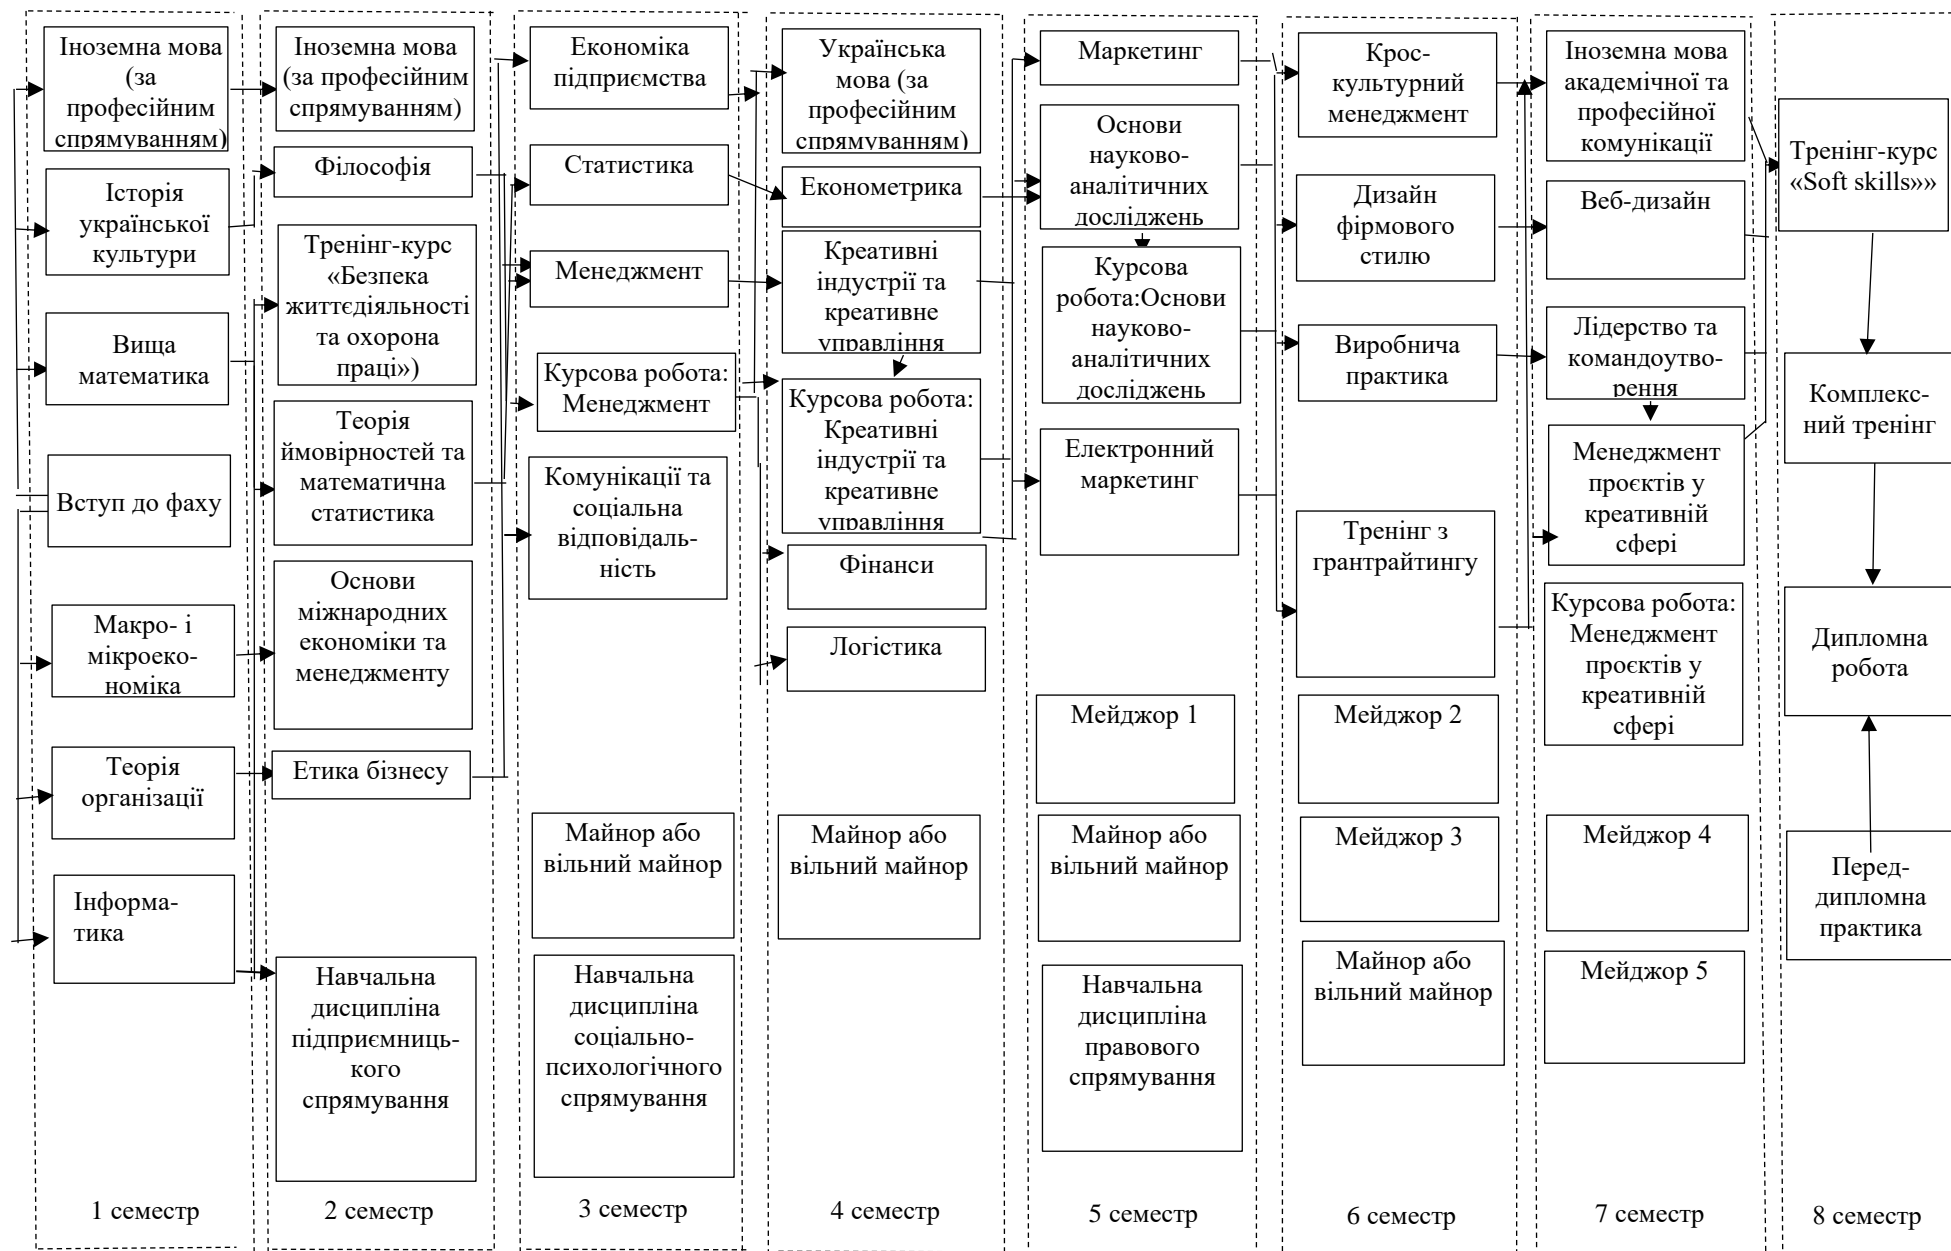 Іноземна мова
(за
професійним
спрямуванням)
Історія
української
культури
Вища
математика
Вступ до фаху
Макро- і
мікроеко-
номіка
Теорія
організації
Інформа-
тика
1 семестр
Іноземна мова
(за професійним
спрямуванням)
Філософія
Тренінг-курс
«Безпека
життєдіяльності
та охорона
праці»)
Теорія
ймовірностей та
математична
статистика
Основи
міжнародних
економіки та
менеджменту
Етика бізнесу
Навчальна
дисципліна
підприємниць-
кого
спрямування
2 семестр
Економіка
підприємства
Статистика
Менеджмент
Курсова робота:
Менеджмент
Комунікації та
соціальна
відповідаль-
ність
Майнор або
вільний майнор
Навчальна
дисципліна
соціально-
психологічного
спрямування
3 семестр
Українська
мова (за
професійним
спрямуванням)
Економетрика
Креативні
індустрії та
креативне
управління
Курсова робота:
Креативні
індустрії та
креативне
управління
Фінанси
Логістика
Майнор або
вільний майнор
4 семестр
Маркетинг
Основи
науково-
аналітичних
досліджень
Курсова
робота:Основи
науково-
аналітичних
досліджень
Електронний
маркетинг
Мейджор 1
Майнор або
вільний майнор
Навчальна
дисципліна
правового
спрямування
5 семестр
Крос-
культурний
менеджмент
Дизайн
фірмового
стилю
Виробнича
практика
Тренінг з
грантрайтингу
Мейджор 2
Мейджор 3
Майнор або
вільний майнор
6 семестр
Іноземна мова
академічної та
професійної
комунікації
Веб-дизайн
Лідерство та
командоутво-
рення
Менеджмент
проєктів у
креативній
сфері
Курсова робота:
Менеджмент
проєктів у
креативній
сфері
Мейджор 4
Мейджор 5
7 семестр
Тренінг-курс
«Soft skills»»
Комплекс-
ний тренінг
Дипломна
робота
Перед-
дипломна
практика
8 семестр